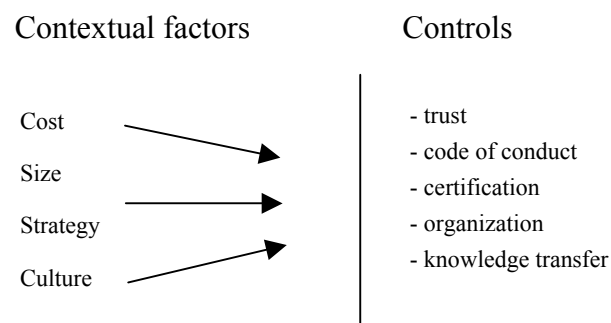 Contextual factors
Controls
Cost
Size
Strategy
Culture
- trust
- code of conduct
- certification
- organization
- knowledge transfer